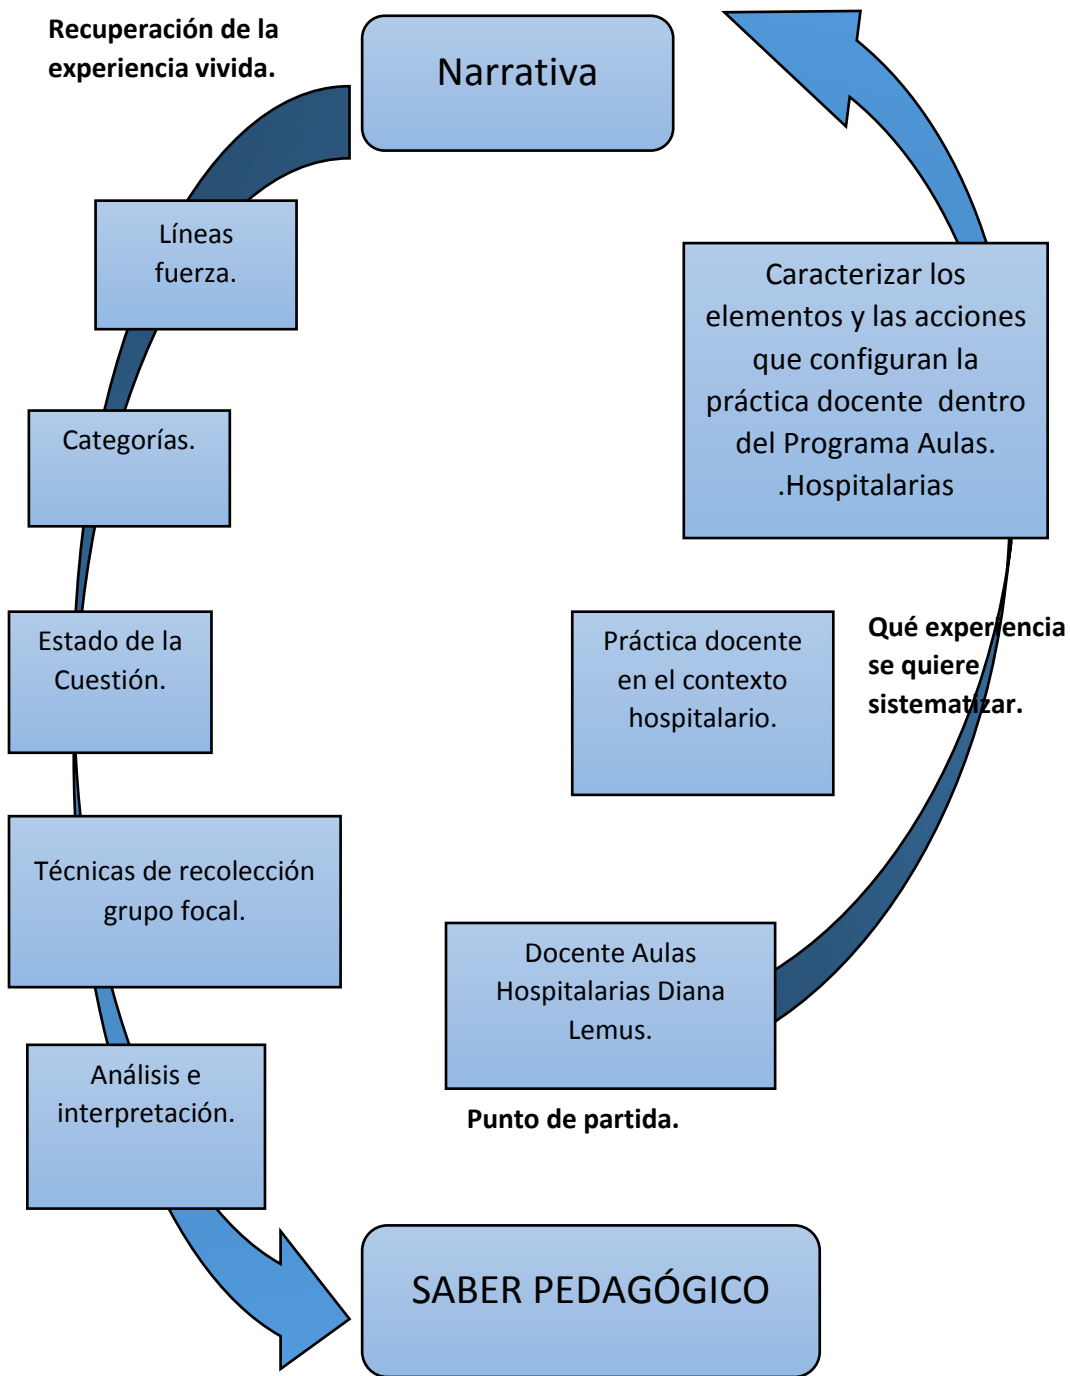 Recuperación de la
experiencia vivida.
Narrativa
Líneas
fuerza.
Categorías.
Estado de la
Cuestión.
Técnicas de recolección
grupo focal.
Análisis e
interpretación.
Caracterizar los
elementos y las acciones
que configuran la
práctica docente  dentro
del Programa Aulas.
.Hospitalarias
Práctica docente
en el contexto
hospitalario.
Qué experiencia
se quiere
sistematizar.
Docente Aulas
Hospitalarias Diana
Lemus.
Punto de partida.
SABER PEDAGÓGICO